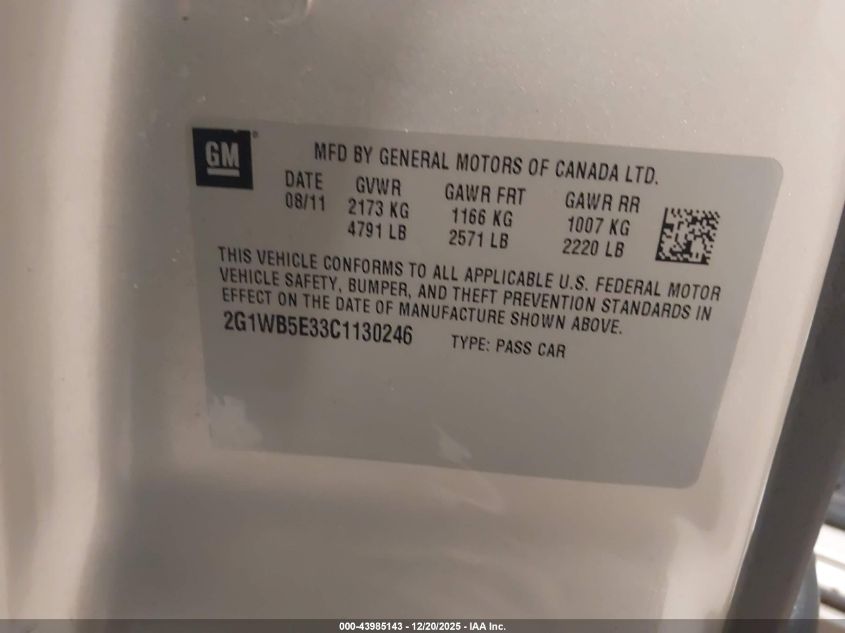 GM®
MFD BY GENERAL MOTORS OF CANADA LTD.
DATE GVWR GAWR FRT GAWR RR
08/11 2173 KG 1166 KG 1007 KG
4791 LB 2571 LB 2220 LB
THIS VEHICLE CONFORMS TO ALL APPLICABLE U.S. FEDERAL MOTOR
VEHICLE SAFETY, BUMPER, AND THEFT PREVENTION STANDARDS IN
EFFECT ON THE DATE OF MANUFACTURE SHOWN ABOVE.
2G1WB5E33C1130246 TYPE: PASS CAR
000-43985143 - 12/20/2025 - IAA Inc.